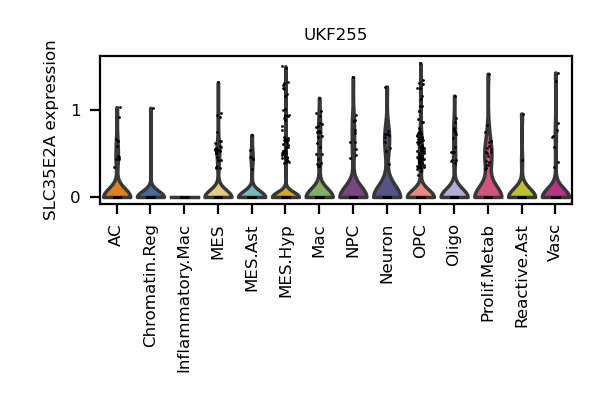 UKF255
SLC35E2A expression
1
0
AC
Chromatin.Reg
Inflammatory.Mac
MES
MES.Ast
MES.Hyp
Mac
NPC
Neuron
OPC
Oligo
Prolif.Metab
Reactive.Ast
Vasc